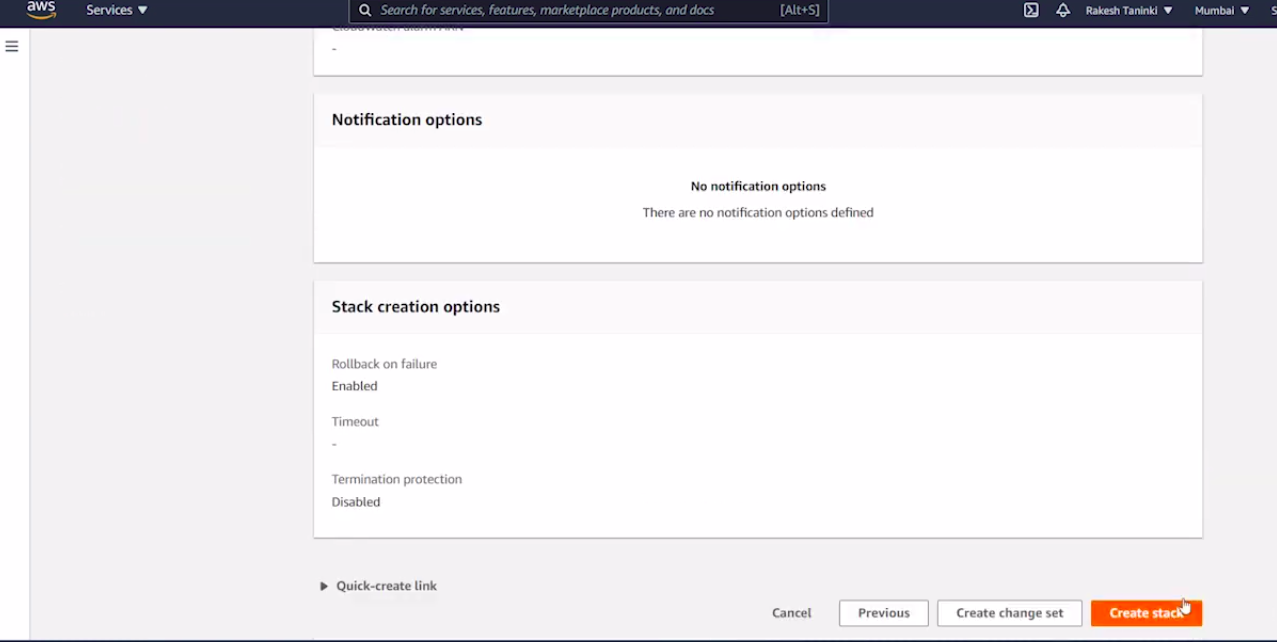 aws Services Search for services, features, marketplace products, and docs [Alt+S] Rakesh Taninki Mumbai
-
Notification options
No notification options
There are no notification options defined
Stack creation options
Rollback on failure
Enabled
Timeout
-
Termination protection
Disabled
Quick-create link
Cancel Previous Create change set Create stack